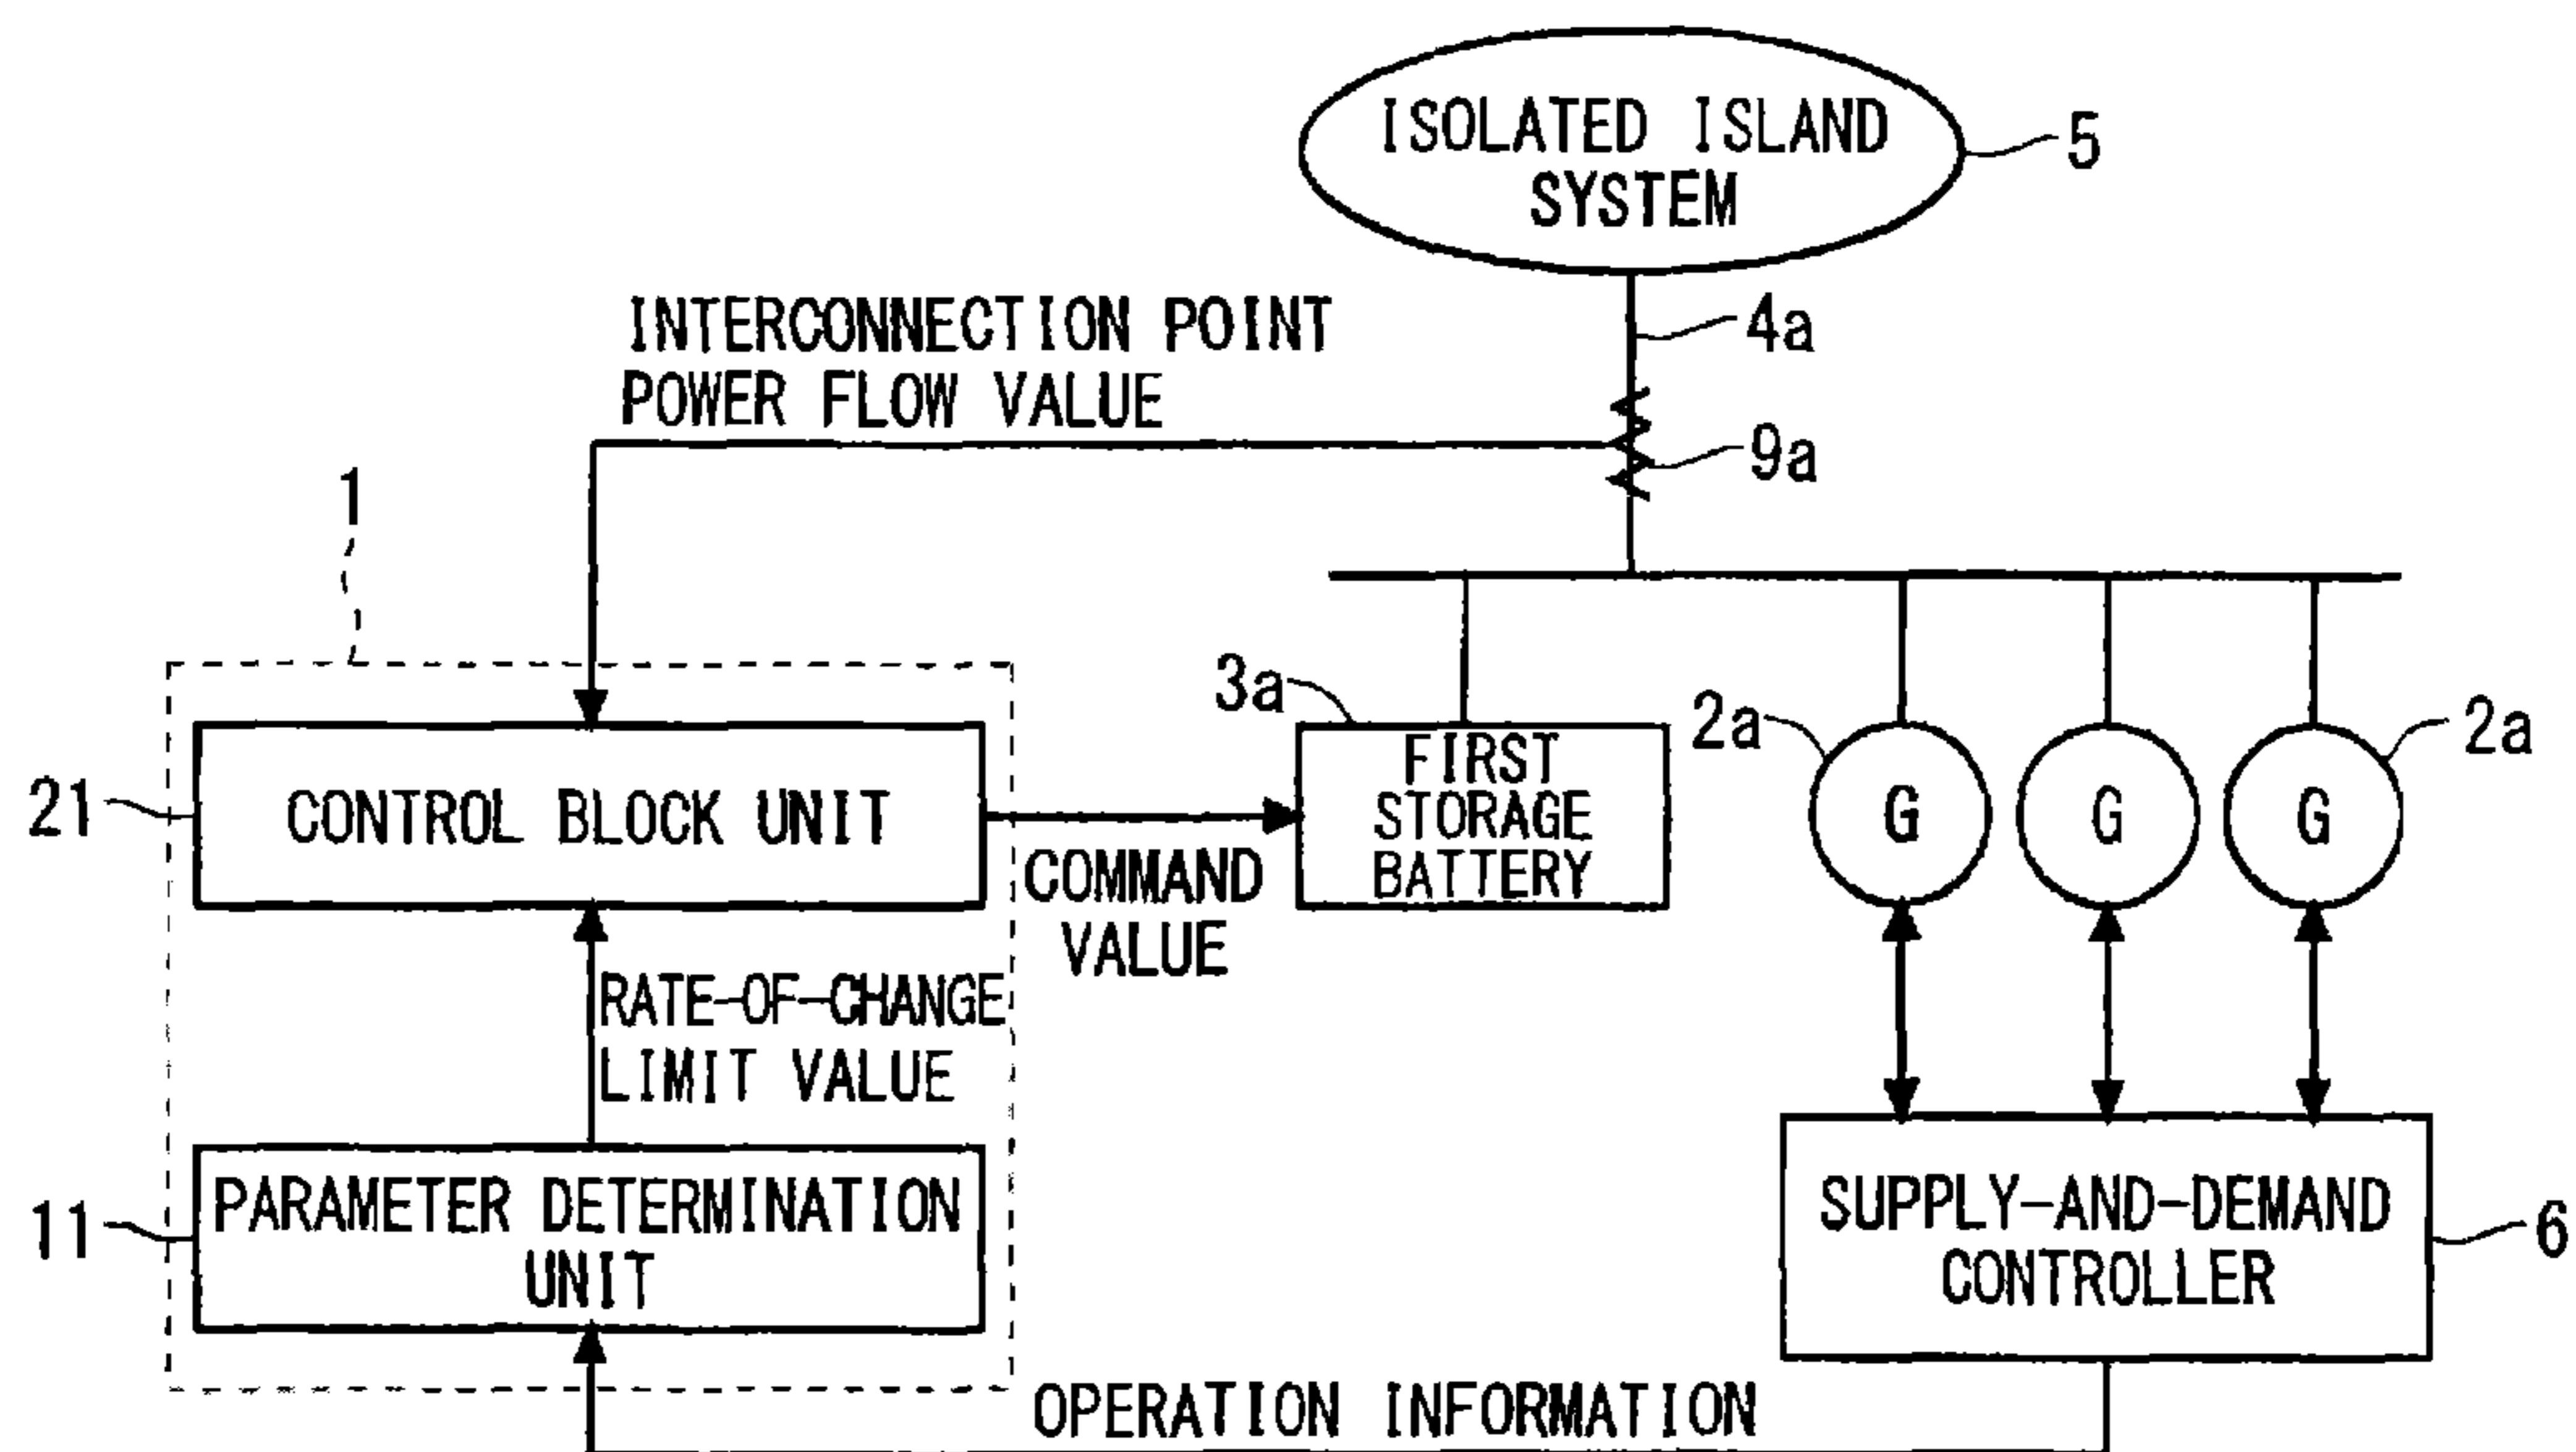 ISOLATED ISLAND
SYSTEM
5
INTERCONNECTION POINT
POWER FLOW VALUE
4a
9a
1
3a
2a
2a
21
CONTROL BLOCK UNIT
FIRST
STORAGE
BATTERY
G
G
G
COMMAND
VALUE
RATE-OF-CHANGE
LIMIT VALUE
11
PARAMETER DETERMINATION
UNIT
SUPPLY-AND-DEMAND
CONTROLLER
6
OPERATION INFORMATION